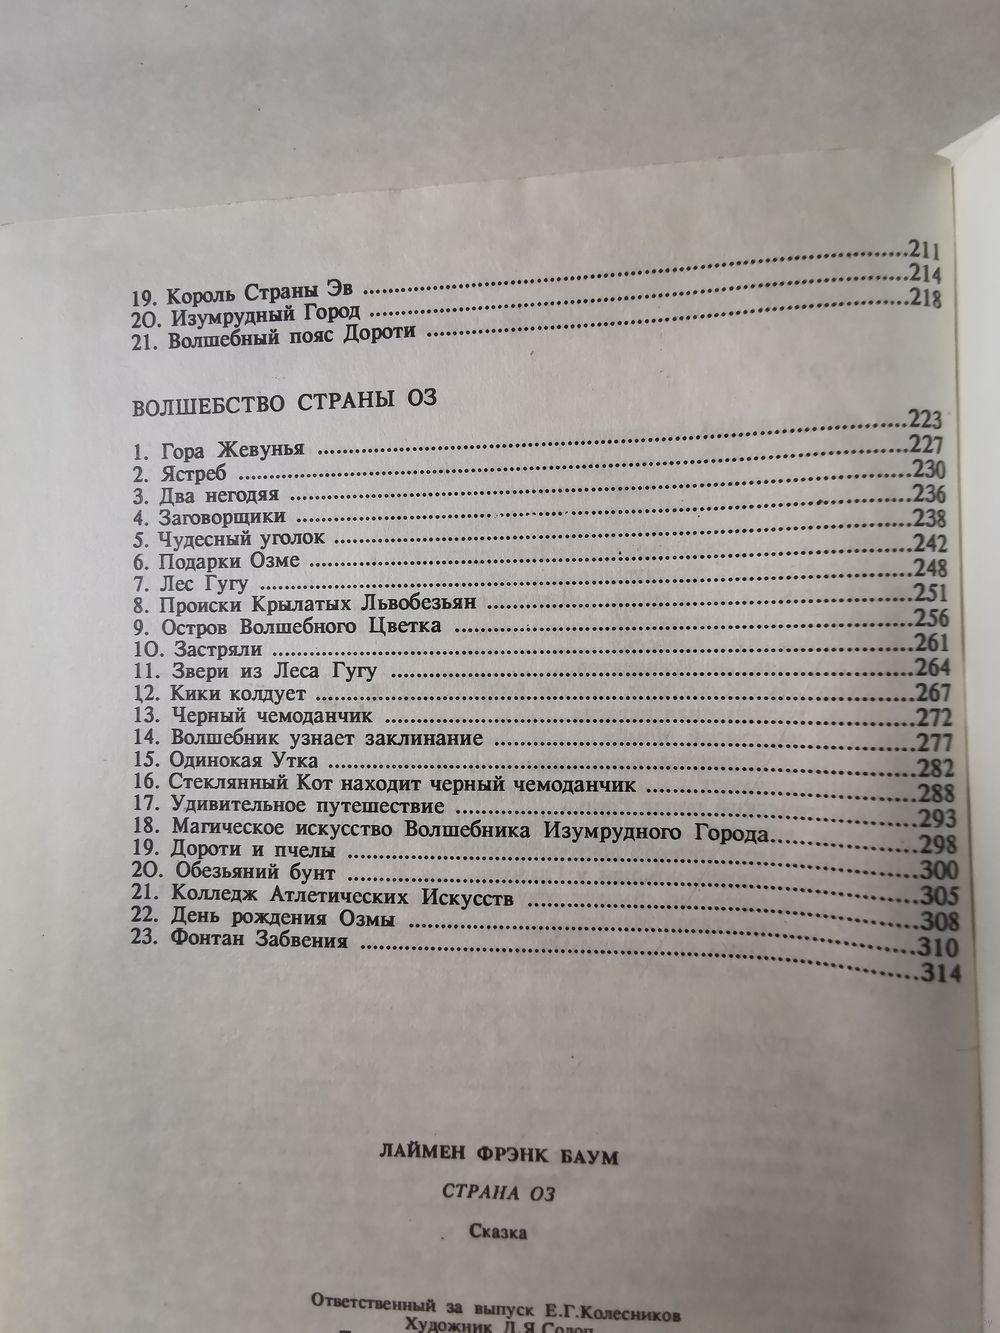 19. Король Страны Эв ........ 211
20. Изумрудный Город ........ 214
21. Волшебный пояс Дороти ........ 218
ВОЛШЕБСТВО СТРАНЫ ОЗ
1. Гора Жевунья ........ 223
2. Ястреб ........ 227
3. Два негодяя ........ 230
4. Заговорщики ........ 236
5. Чудесный уголок ........ 238
6. Подарки Озме ........ 242
7. Лес Гугу ........ 248
8. Происки Крылатых Львобезьян ........ 251
9. Остров Волшебного Цветка ........ 256
10. Застряли ........ 261
11. Звери из Леса Гугу ........ 264
12. Кики колдует ........ 267
13. Черный чемоданчик ........ 272
14. Волшебник узнает заклинание ........ 277
15. Одинокая Утка ........ 282
16. Стеклянный Кот находит черный чемоданчик ........ 288
17. Удивительное путешествие ........ 293
18. Магическое искусство Волшебника Изумрудного Города ........ 298
19. Дороти и пчелы ........ 300
20. Обезьяний бунт ........ 305
21. Колледж Атлетических Искусств ........ 308
22. День рождения Озмы ........ 310
23. Фонтан Забвения ........ 314
ЛАЙМЕН ФРЭНК БАУМ
СТРАНА ОЗ
Сказка
Ответственный за выпуск Е.Г.Колесников
Художник